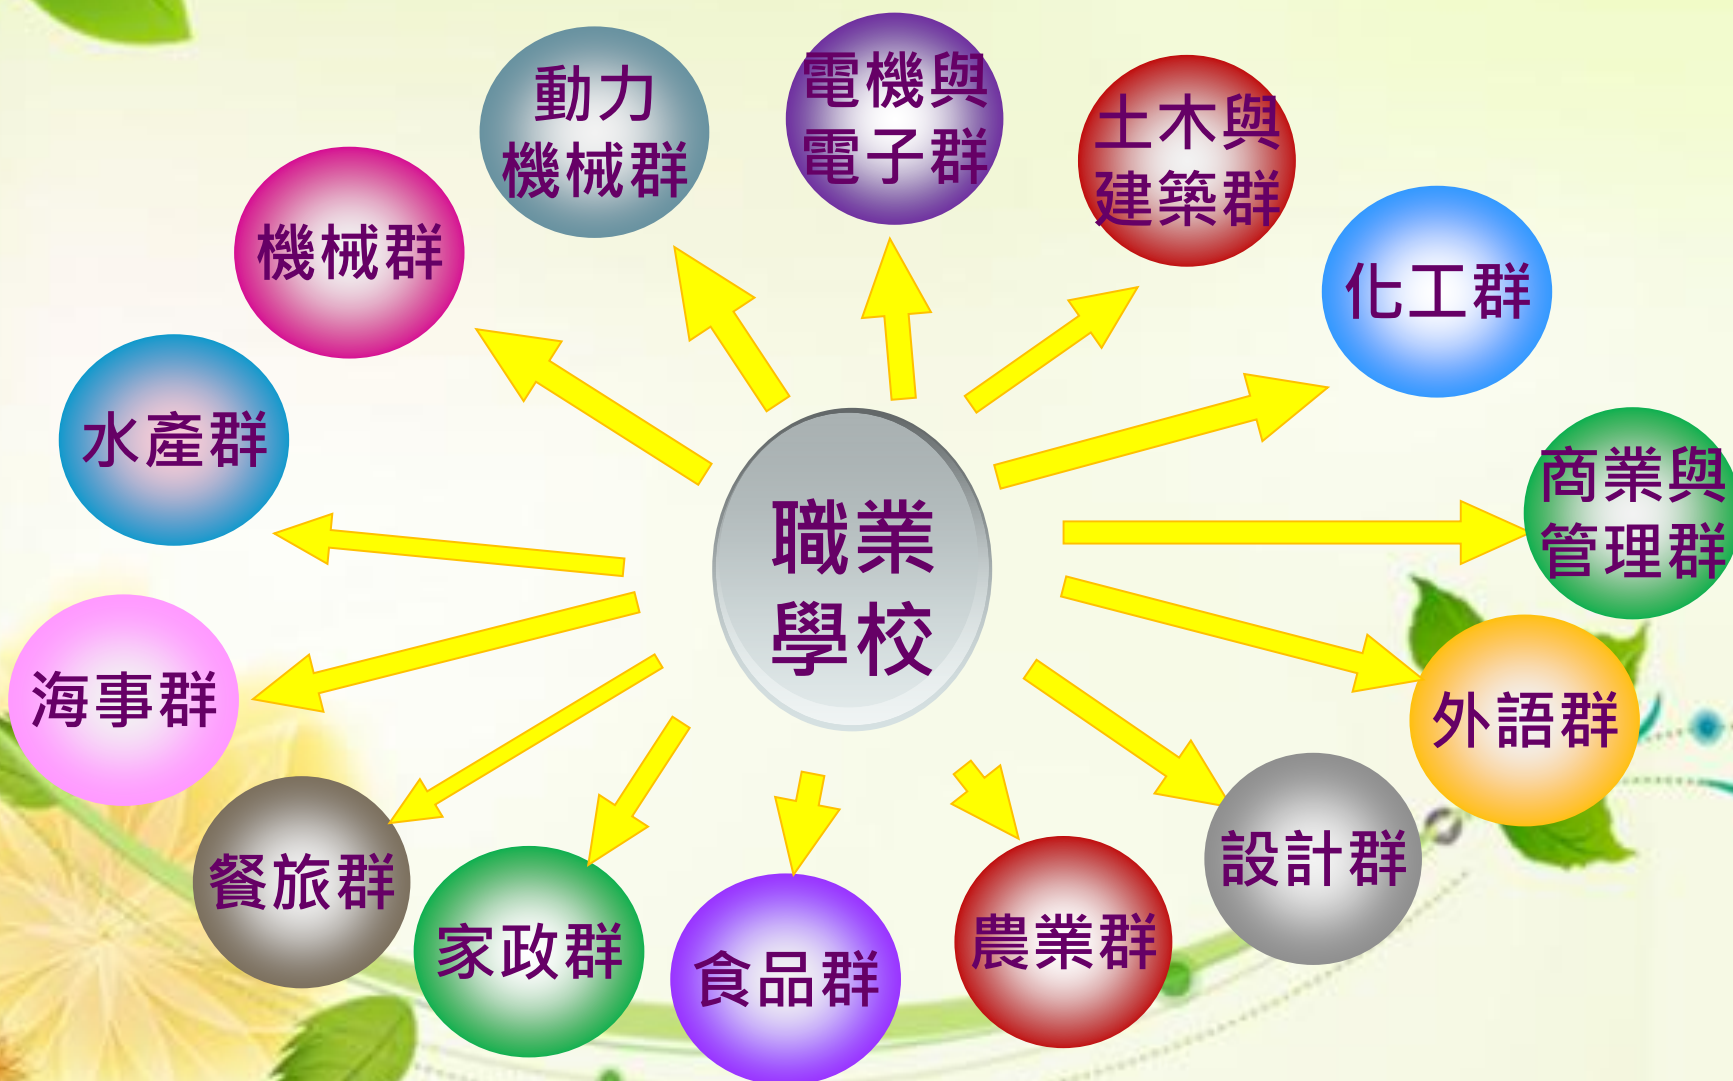 動力
機械群
電機與
電子群
土木與
建築群
機械群
化工群
水產群
商業與
管理群
職業
學校
海事群
外語群
餐旅群
設計群
家政群
食品群
農業群